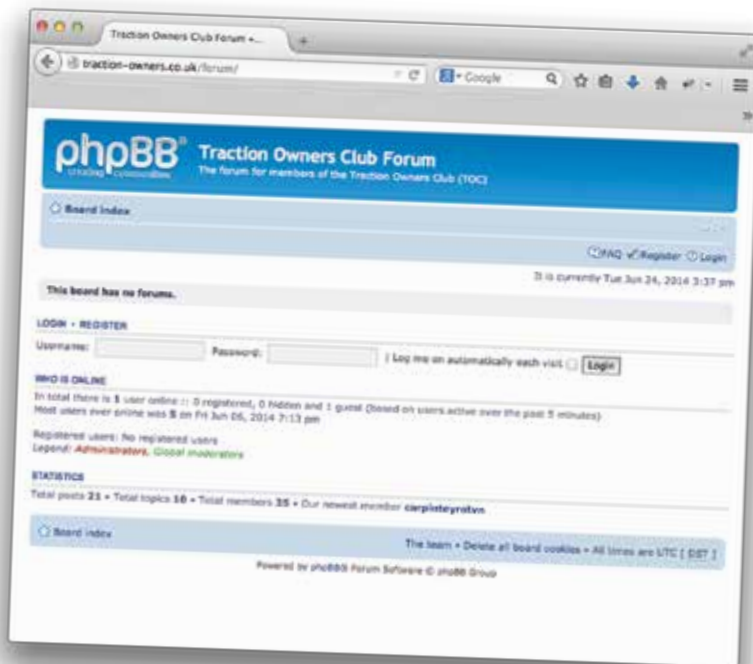 Traction Owners Club Forum •...
+
traction-owners.co.uk/forum/
Google
phpBB®
creating communities
Traction Owners Club Forum
The forum for members of the Traction Owners Club (TOC)
Board index
FAQ Register Login
It is currently Tue Jun 24, 2014 3:37 pm
This board has no forums.
LOGIN • REGISTER
Username: Password: | Log me on automatically each visit Login
WHO IS ONLINE
In total there is 1 user online :: 0 registered, 0 hidden and 1 guest (based on users active over the past 5 minutes)
Most users ever online was 5 on Fri Jun 06, 2014 7:13 pm
Registered users: No registered users
Legend: Administrators, Global moderators
STATISTICS
Total posts 21 • Total topics 10 • Total members 35 • Our newest member carpinteyrotvn
Board index
The team • Delete all board cookies • All times are UTC [ DST ]
Powered by phpBB® Forum Software © phpBB Group